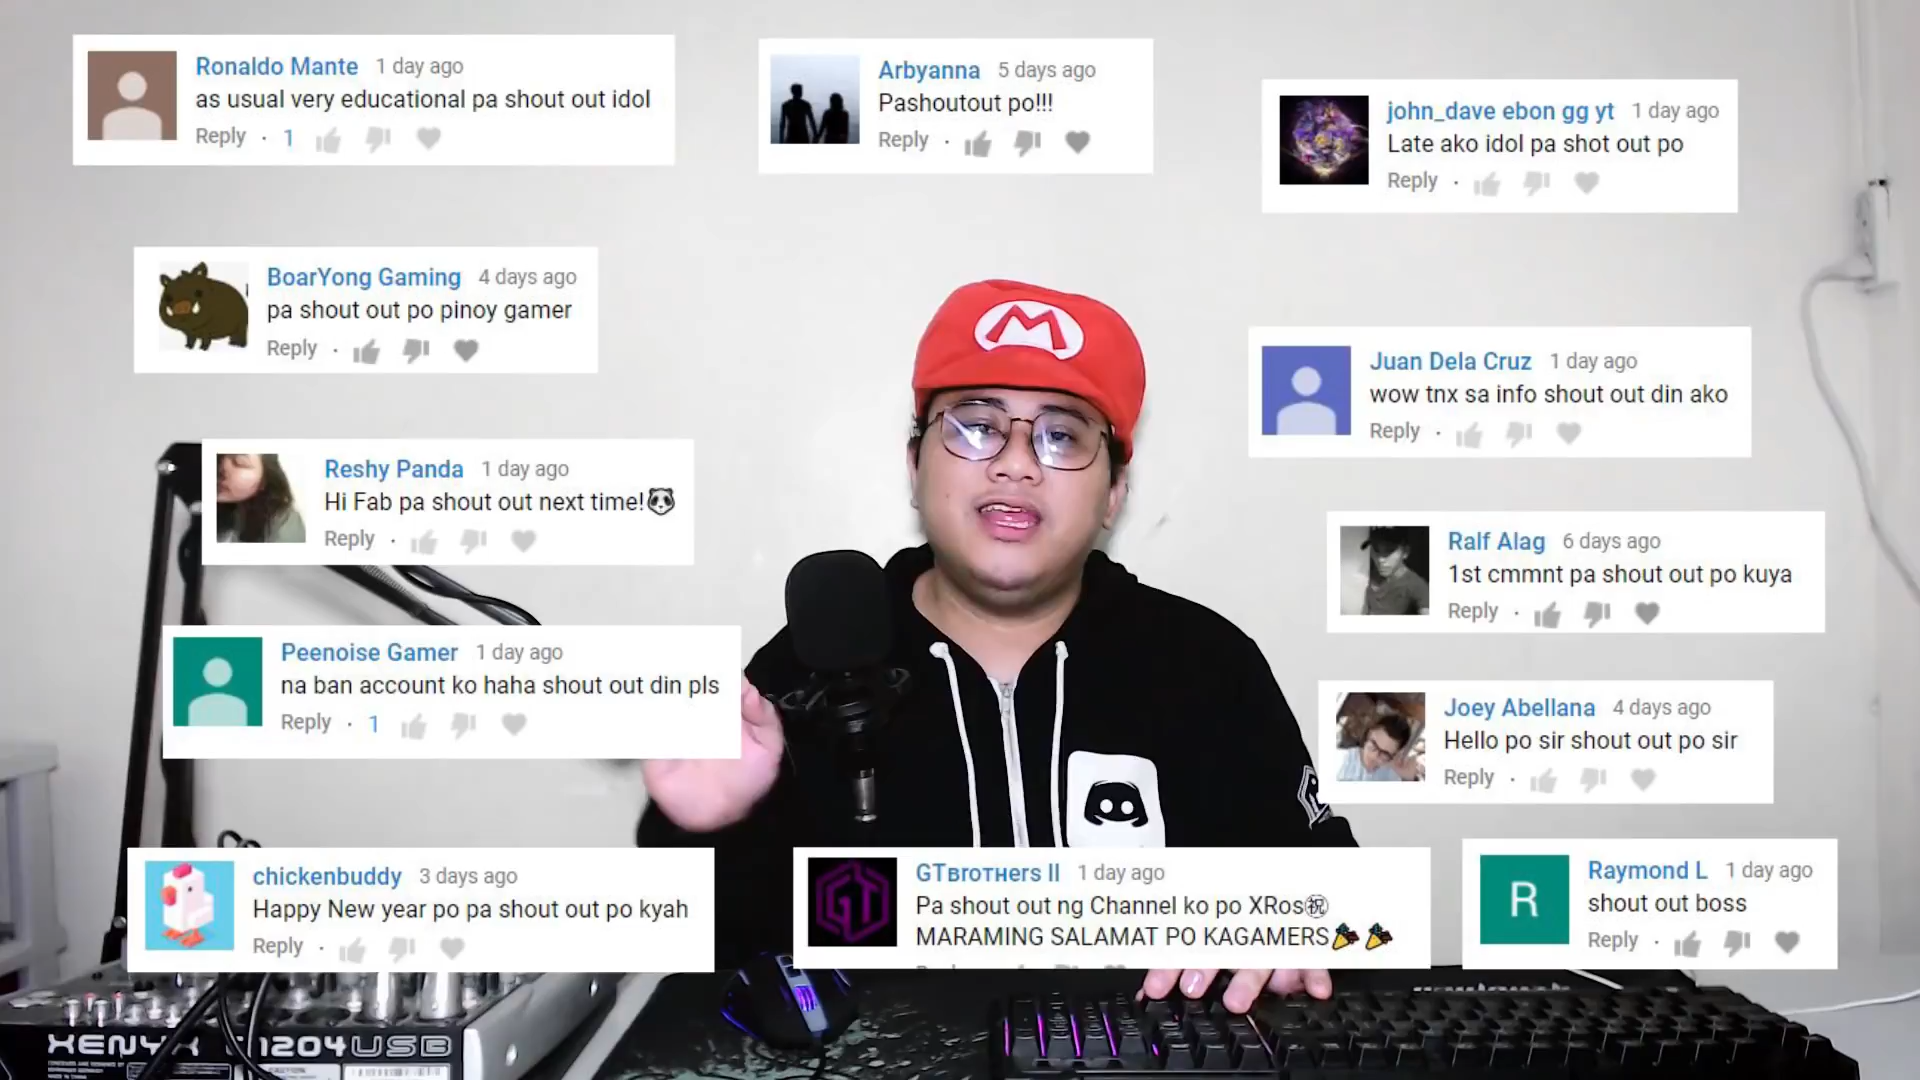 Ronaldo Mante 1 day ago
as usual very educational pa shout out idol
Reply · 1
Arbyanna 5 days ago
Pashoutout po!!!
Reply ·
john_dave ebon gg yt 1 day ago
Late ako idol pa shot out po
Reply ·
BoarYong Gaming 4 days ago
pa shout out po pinoy gamer
Reply ·
M
Juan Dela Cruz 1 day ago
wow tnx sa info shout out din ako
Reply ·
Reshy Panda 1 day ago
Hi Fab pa shout out next time!🐼
Reply ·
Ralf Alag 6 days ago
1st cmmnt pa shout out po kuya
Reply ·
Peenoise Gamer 1 day ago
na ban account ko haha shout out din pls
Reply · 1
Joey Abellana 4 days ago
Hello po sir shout out po sir
Reply ·
chickenbuddy 3 days ago
Happy New year po pa shout out po kyah
Reply ·
GT
GTвroтнerѕ II 1 day ago
Pa shout out ng Channel ko po XRos㊗
MARAMING SALAMAT PO KAGAMERS🎉 🎉
R
Raymond L 1 day ago
shout out boss
Reply ·
XENYX 1204USB
CAUTION